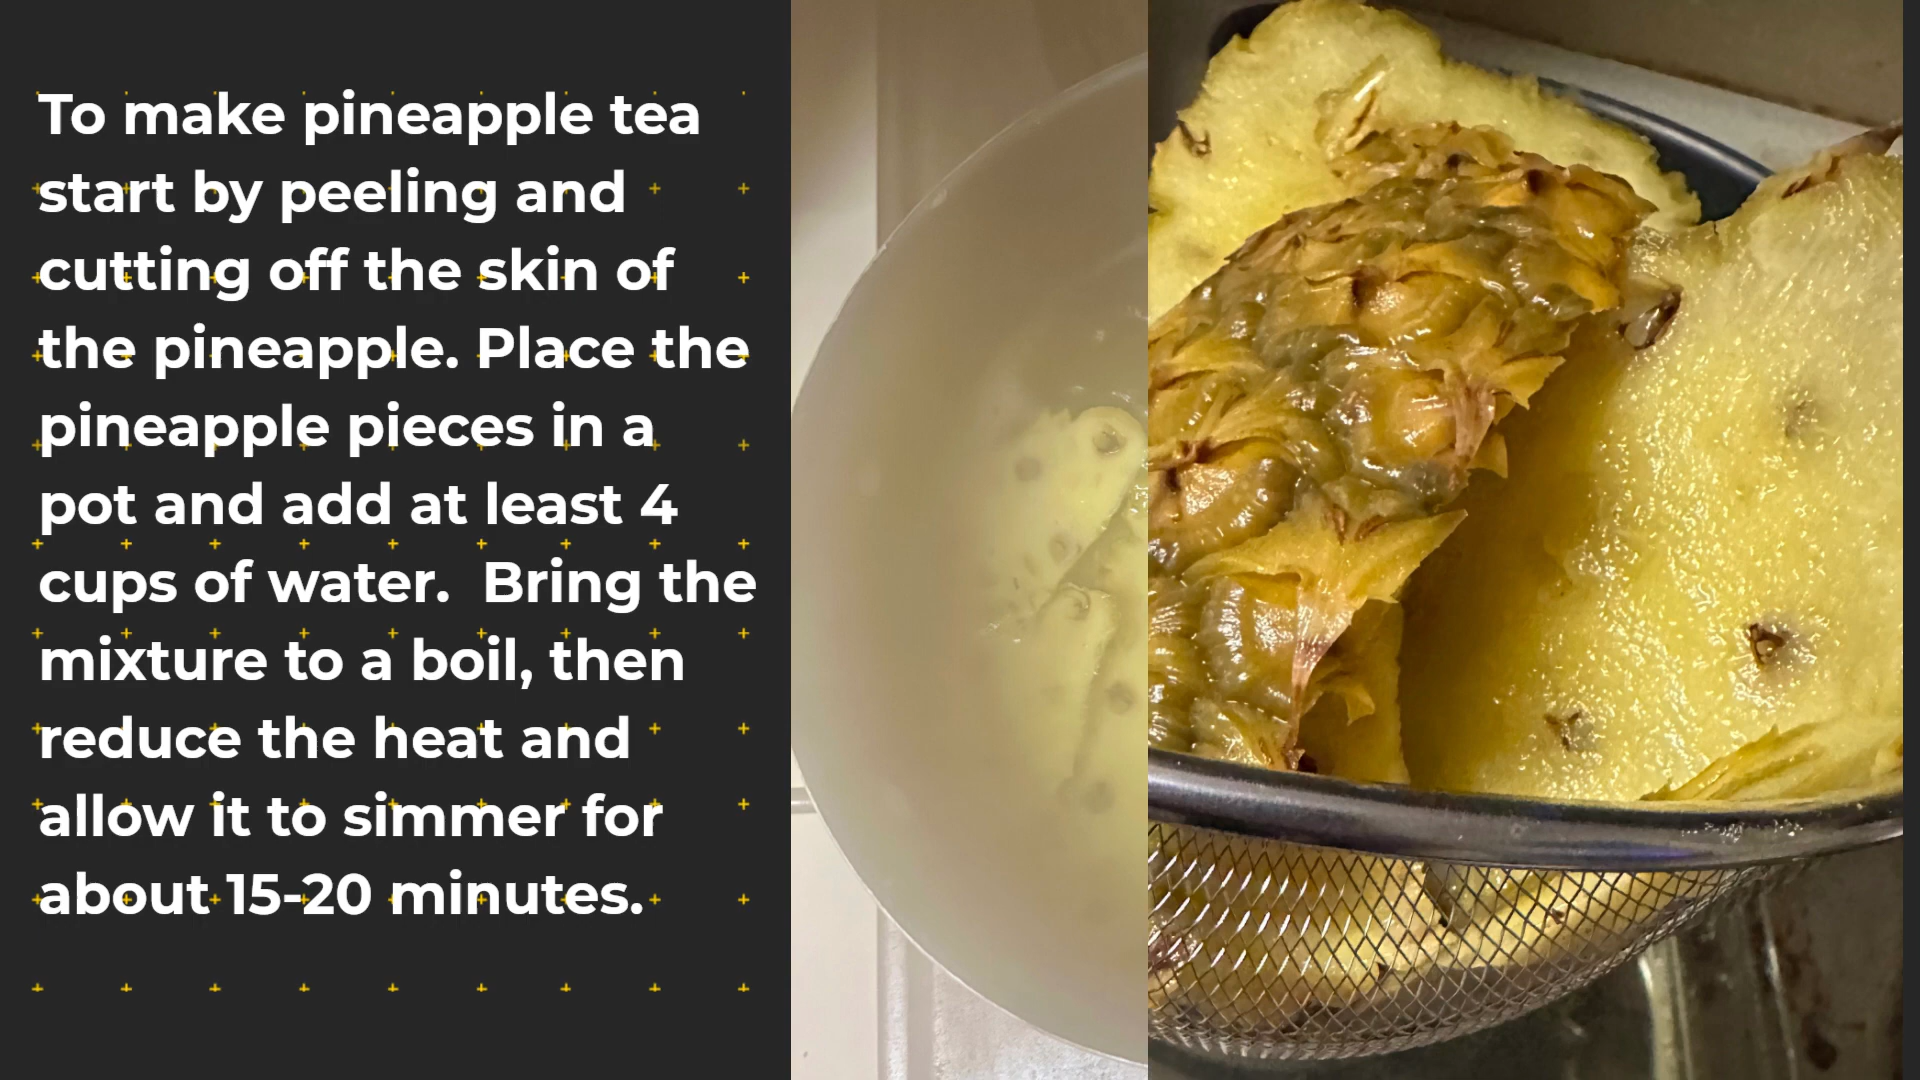 To make pineapple tea
start by peeling and
cutting off the skin of
the pineapple. Place the
pineapple pieces in a
pot and add at least 4
cups of water.  Bring the
mixture to a boil, then
reduce the heat and
allow it to simmer for
about 15-20 minutes.